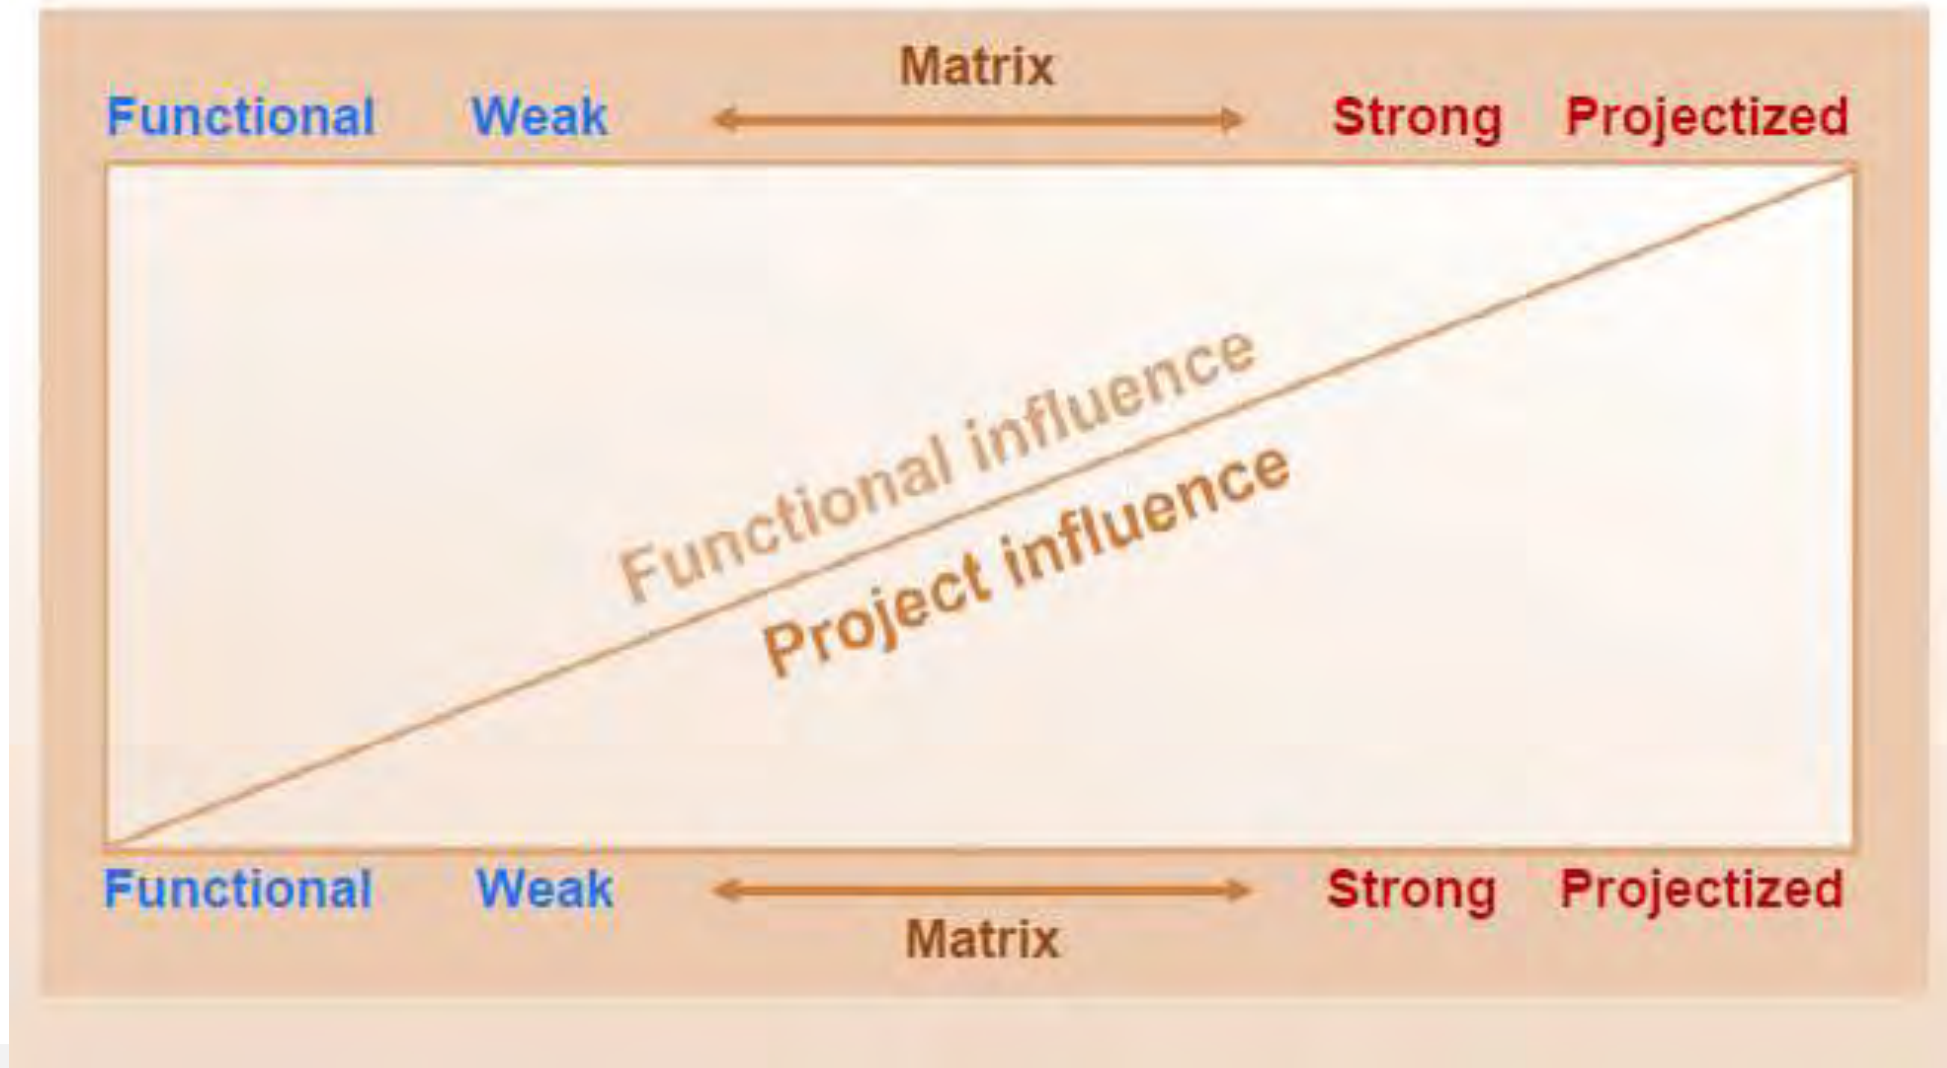 Matrix
Functional Weak Strong Projectized
Functional influence
Project influence
Functional Weak Strong Projectized
Matrix